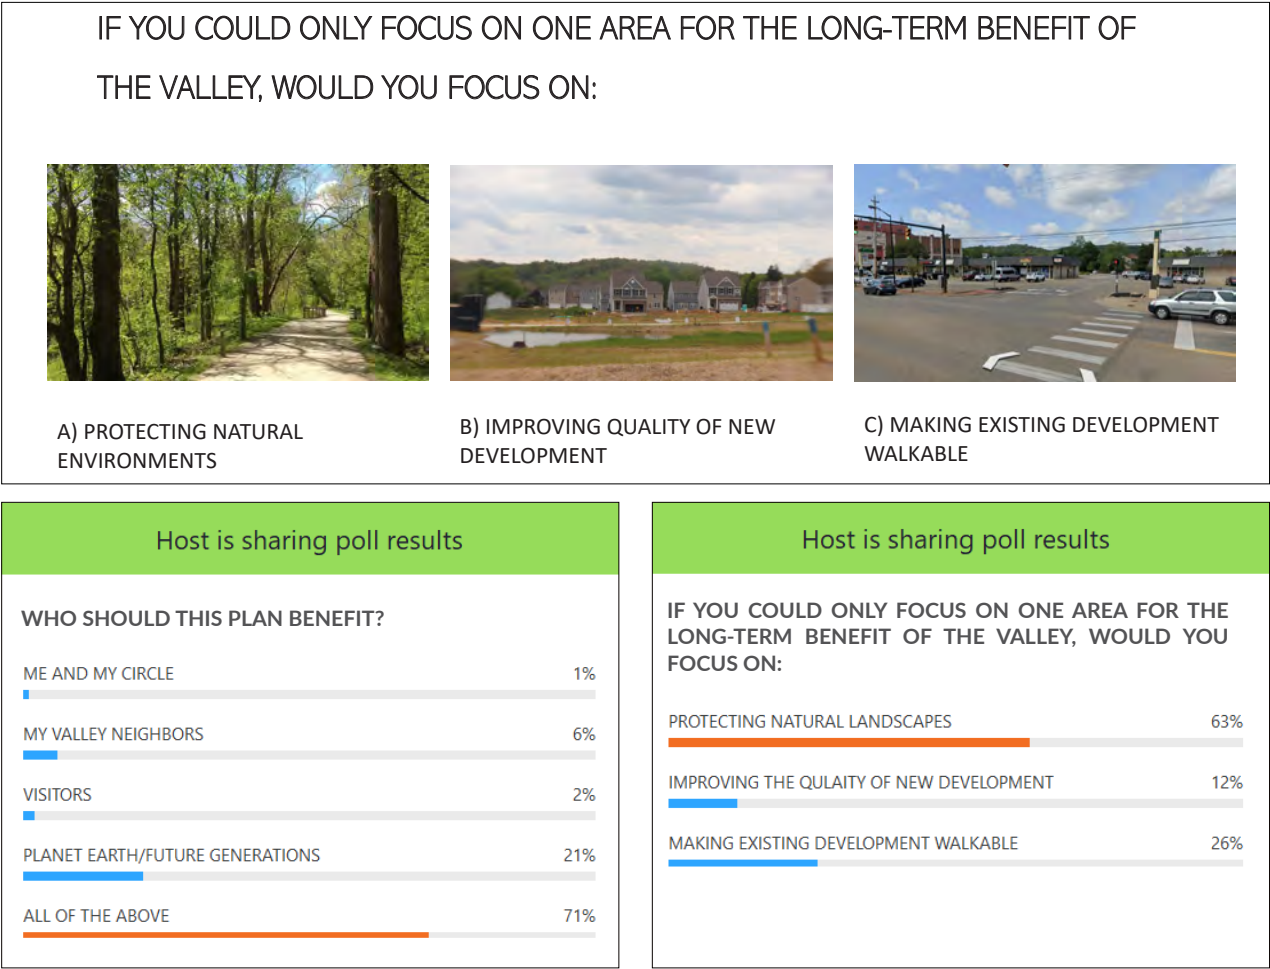 IF YOU COULD ONLY FOCUS ON ONE AREA FOR THE LONG-TERM BENEFIT OF
THE VALLEY, WOULD YOU FOCUS ON:
A) PROTECTING NATURAL
ENVIRONMENTS
B) IMPROVING QUALITY OF NEW
DEVELOPMENT
C) MAKING EXISTING DEVELOPMENT
WALKABLE
Host is sharing poll results
WHO SHOULD THIS PLAN BENEFIT?
ME AND MY CIRCLE 1%
MY VALLEY NEIGHBORS 6%
VISITORS 2%
PLANET EARTH/FUTURE GENERATIONS 21%
ALL OF THE ABOVE 71%
Host is sharing poll results
IF YOU COULD ONLY FOCUS ON ONE AREA FOR THE
LONG-TERM BENEFIT OF THE VALLEY, WOULD YOU
FOCUS ON:
PROTECTING NATURAL LANDSCAPES 63%
IMPROVING THE QULAITY OF NEW DEVELOPMENT 12%
MAKING EXISTING DEVELOPMENT WALKABLE 26%